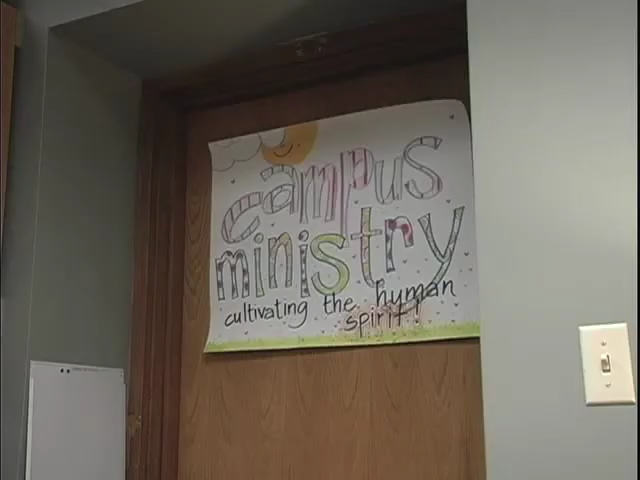 campus
ministry
cultivating the human
spirit!